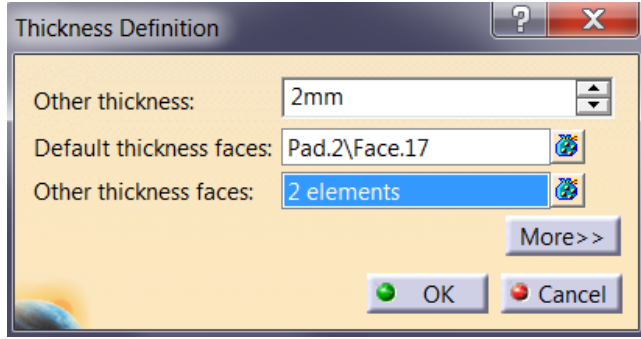 Thickness Definition
?
X
Other thickness: 2mm
Default thickness faces: Pad.2\Face.17
Other thickness faces: 2 elements
More>>
OK Cancel